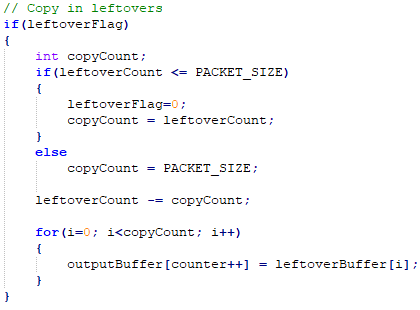 // Copy in leftovers
if(leftoverFlag)
{
    int copyCount;
    if(leftoverCount <= PACKET_SIZE)
    {
        leftoverFlag=0;
        copyCount = leftoverCount;
    }
    else
        copyCount = PACKET_SIZE;

    leftoverCount -= copyCount;

    for(i=0; i<copyCount; i++)
    {
        outputBuffer[counter++] = leftoverBuffer[i];
    }
}